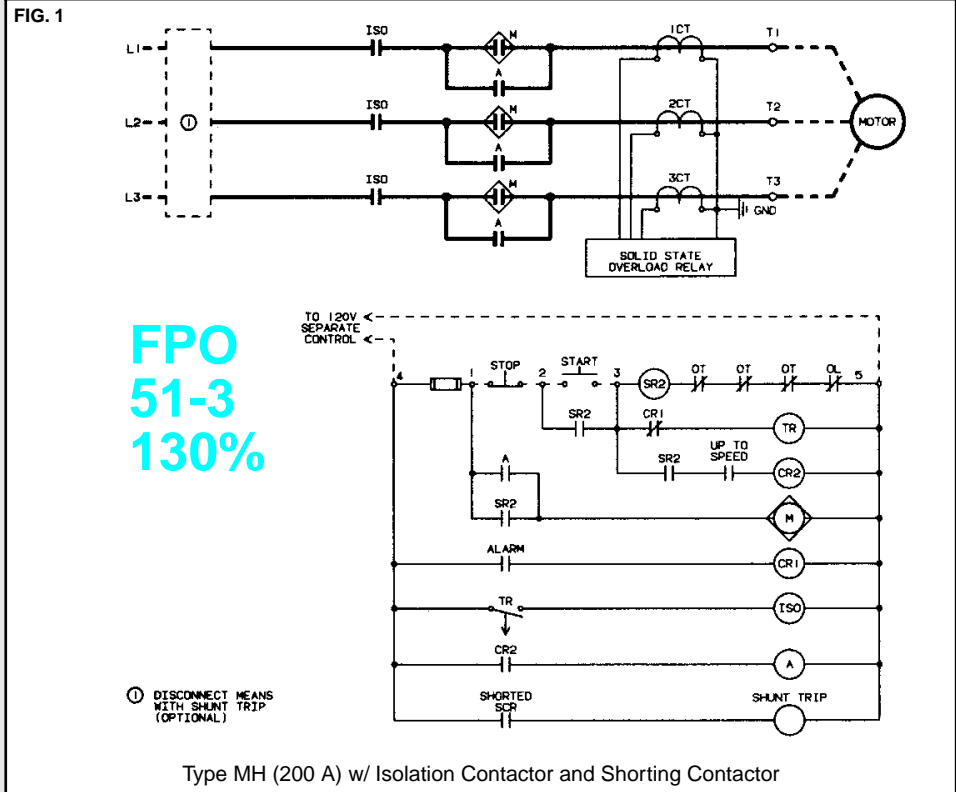 FIG. 1
ISO M 1CT T1
L1
A
ISO M 2CT T2
L2 1 MOTOR
A
ISO M 3CT T3
L3
A GND
SOLID STATE
OVERLOAD RELAY
TO 120V
SEPARATE
CONTROL
FPO
51-3
130%
4 1 STOP 2 START 3 SR2 OT OT OT OL 5
SR2 CR1 TR
SR2 UP TO
SPEED CR2
A
SR2 M
ALARM CR1
TR ISO
CR2 A
SHORTED
SCR SHUNT TRIP
1 DISCONNECT MEANS
WITH SHUNT TRIP
(OPTIONAL)
Type MH (200 A) w/ Isolation Contactor and Shorting Contactor